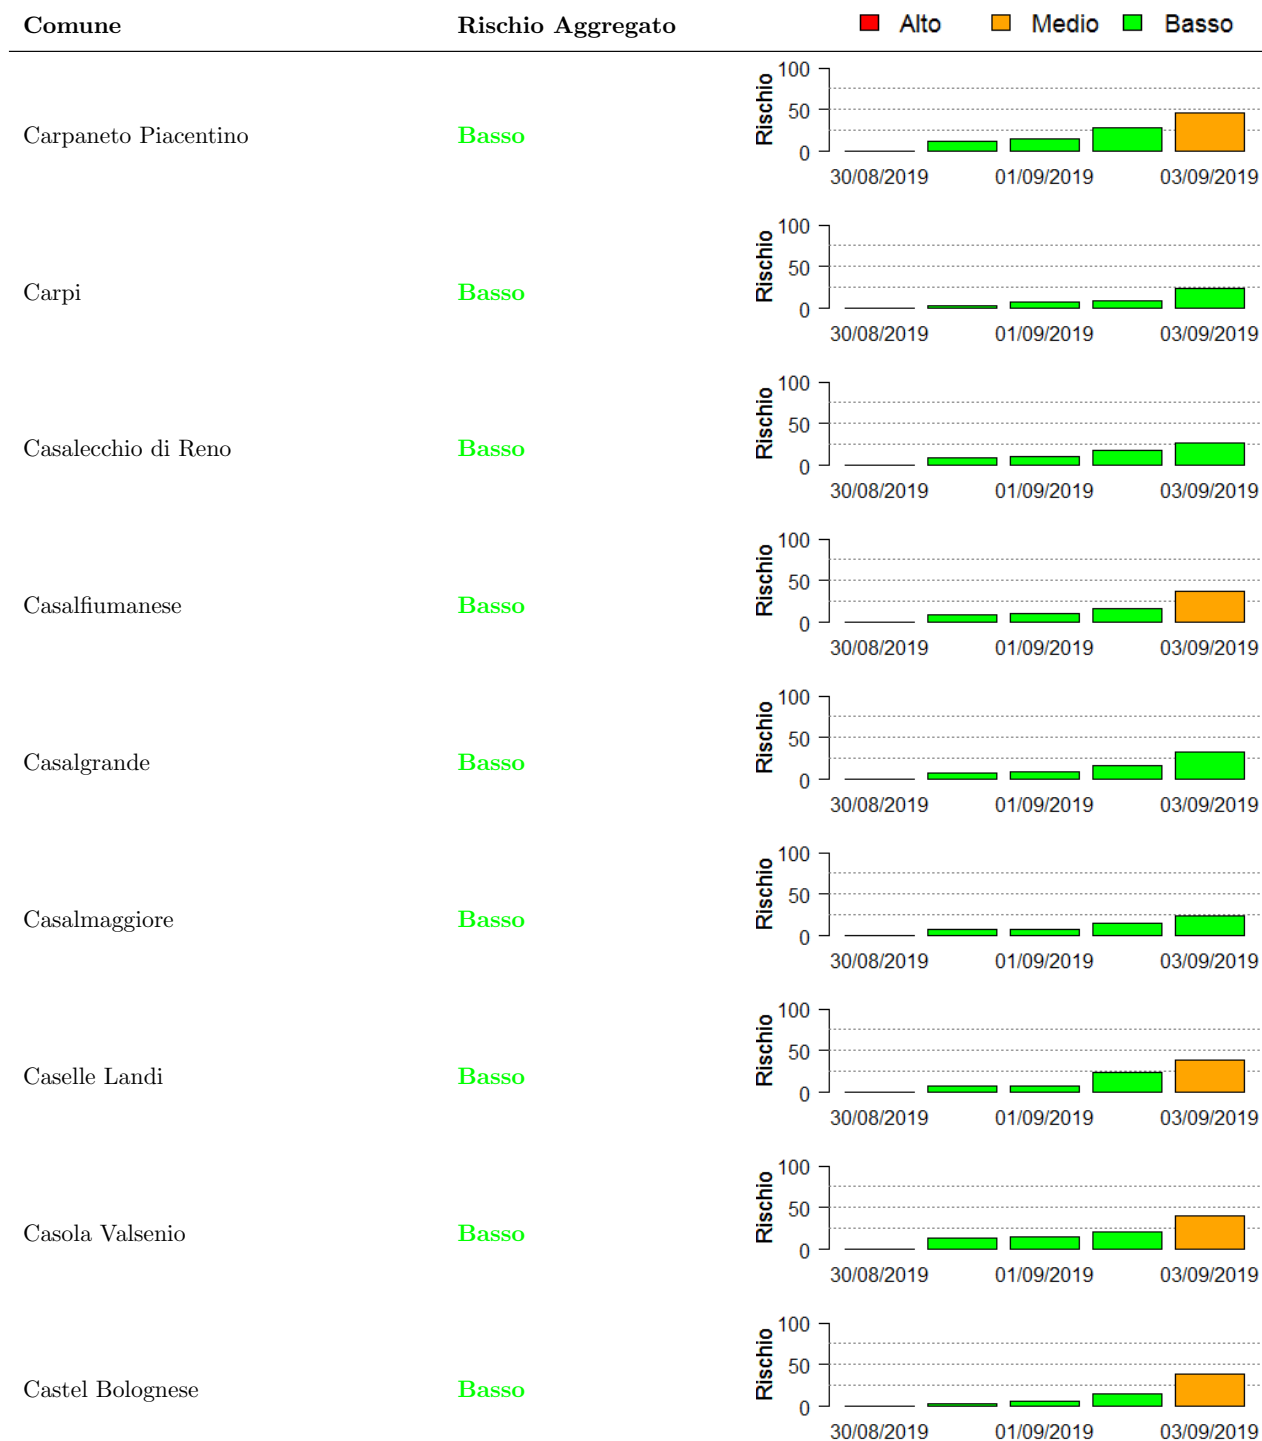 Comune Rischio Aggregato Alto Medio Basso
100
50
0
Rischio
Carpaneto Piacentino Basso
30/08/2019 01/09/2019 03/09/2019
100
50
0
Rischio
Carpi Basso
30/08/2019 01/09/2019 03/09/2019
100
50
0
Rischio
Casalecchio di Reno Basso
30/08/2019 01/09/2019 03/09/2019
100
50
0
Rischio
Casalfiumanese Basso
30/08/2019 01/09/2019 03/09/2019
100
50
0
Rischio
Casalgrande Basso
30/08/2019 01/09/2019 03/09/2019
100
50
0
Rischio
Casalmaggiore Basso
30/08/2019 01/09/2019 03/09/2019
100
50
0
Rischio
Caselle Landi Basso
30/08/2019 01/09/2019 03/09/2019
100
50
0
Rischio
Casola Valsenio Basso
30/08/2019 01/09/2019 03/09/2019
100
50
0
Rischio
Castel Bolognese Basso
30/08/2019 01/09/2019 03/09/2019